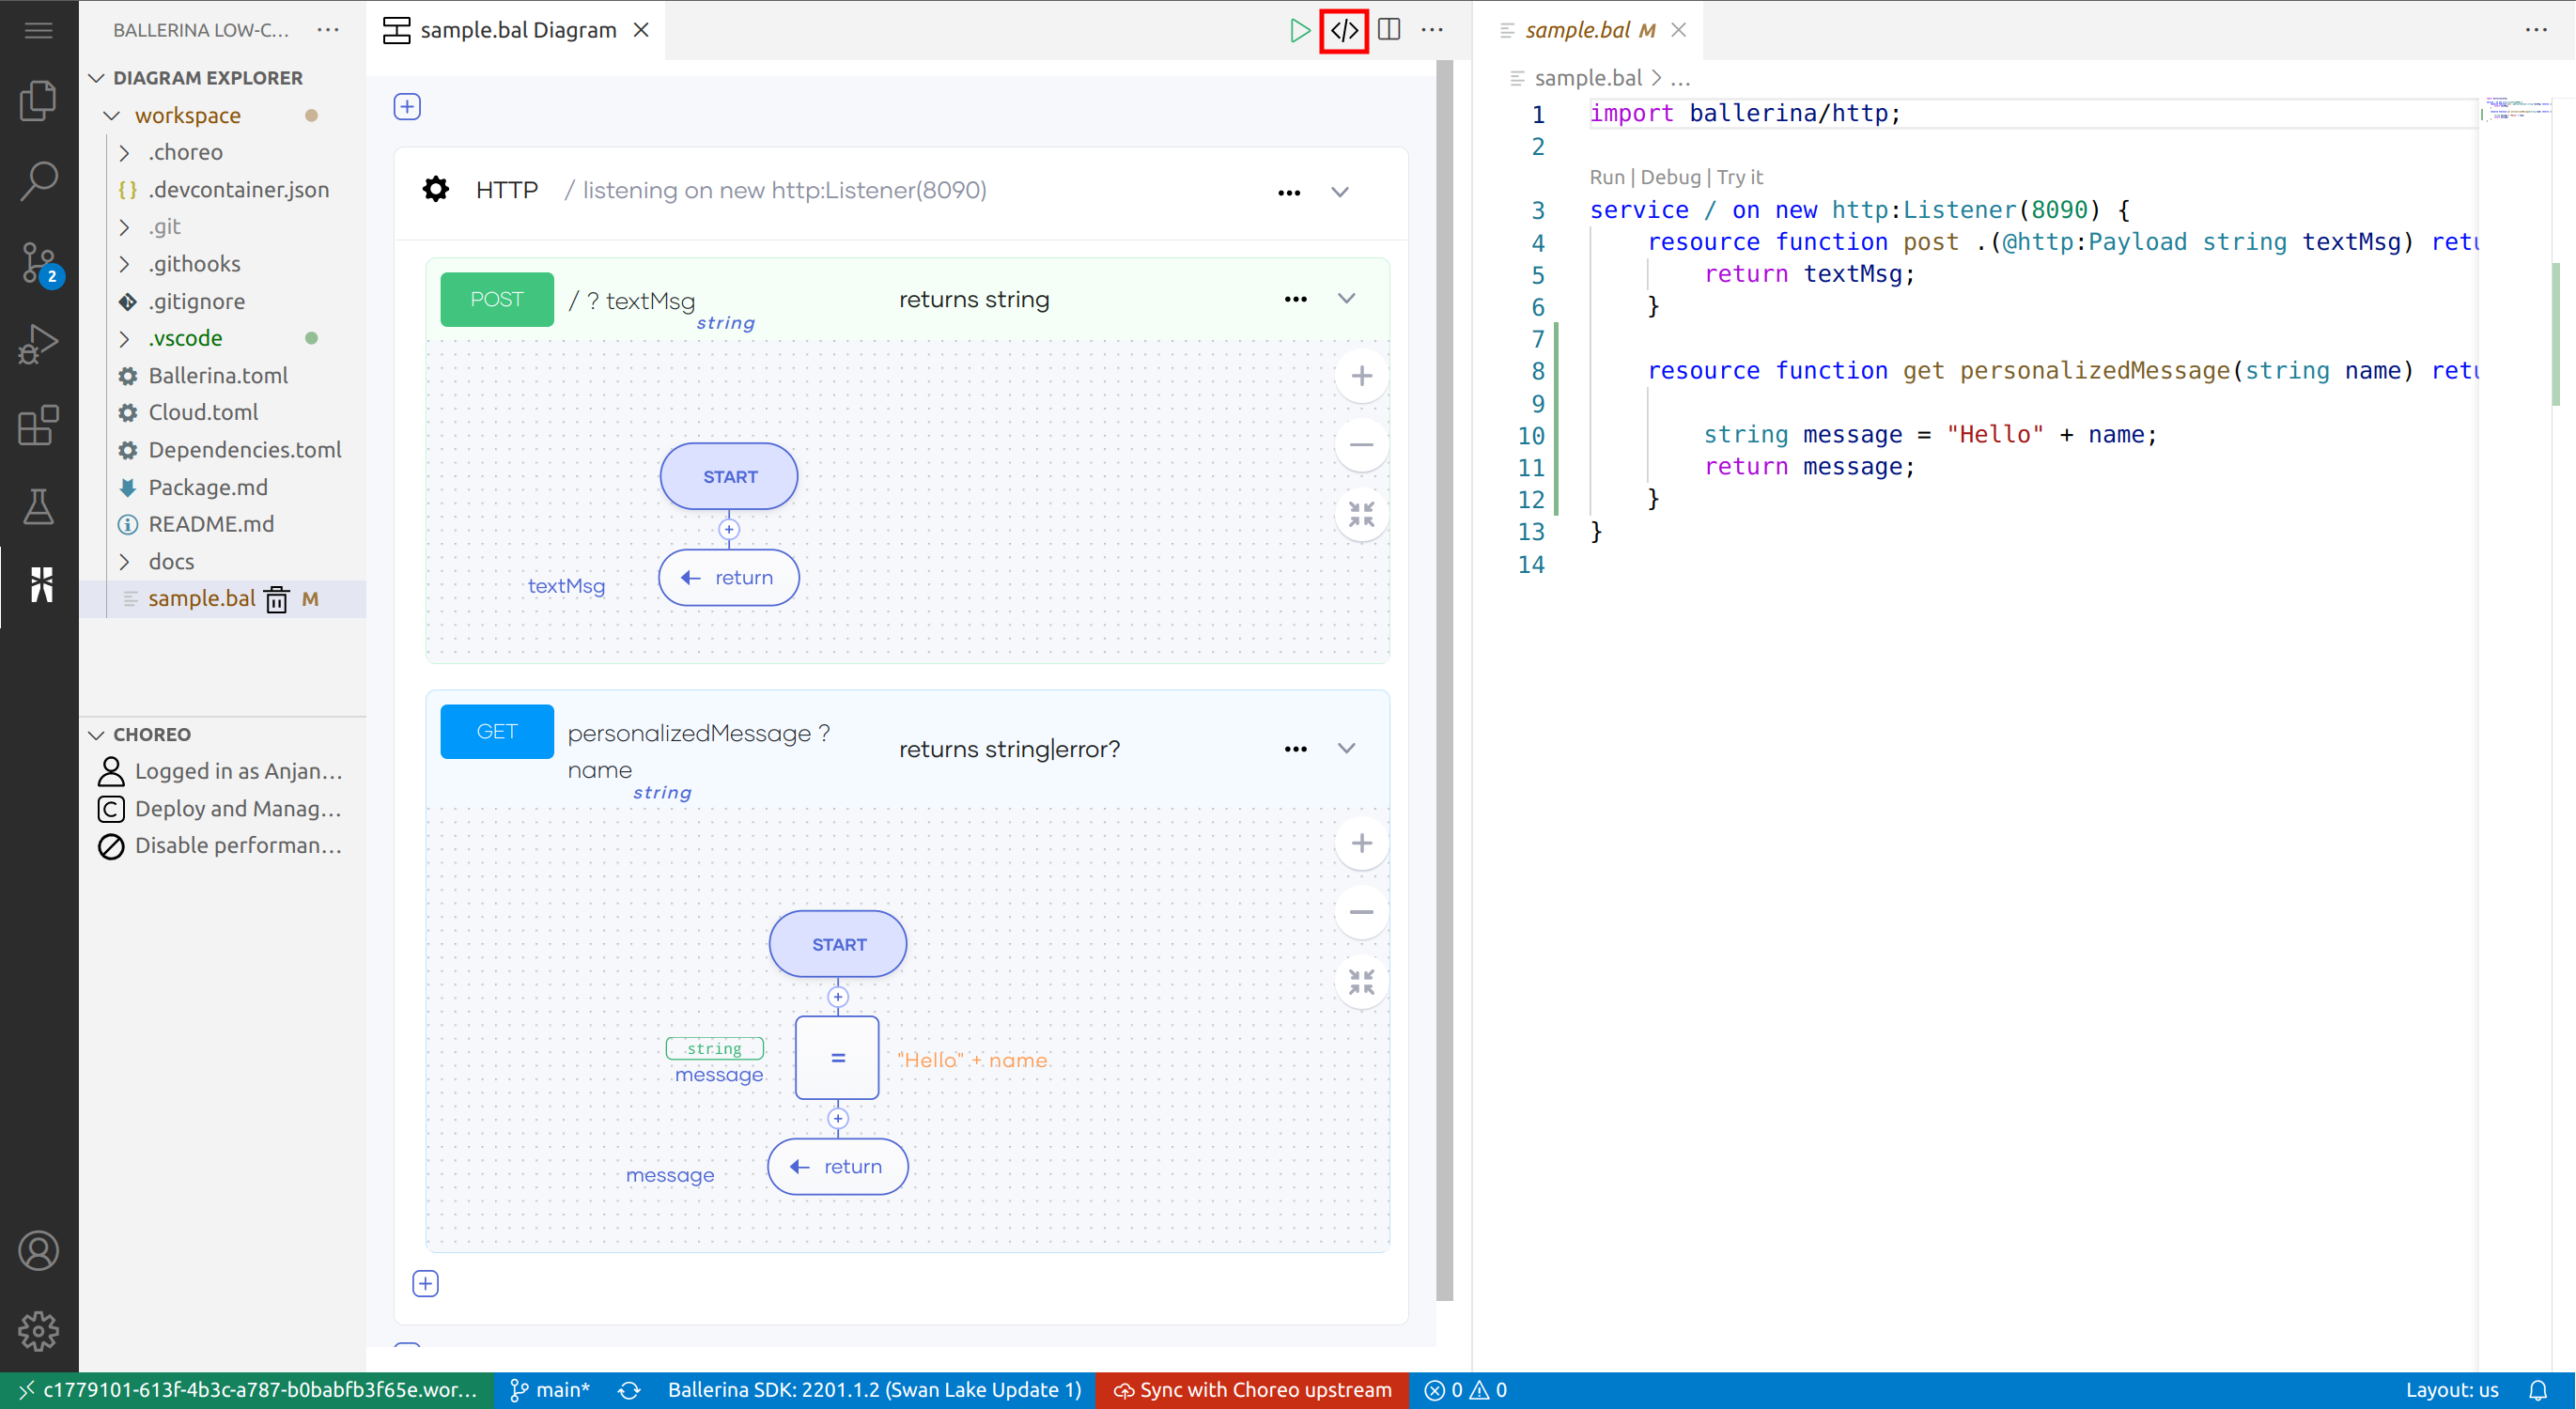 BALLERINA LOW-C...
DIAGRAM EXPLORER
workspace
.choreo
{} .devcontainer.json
.git
.githooks
.gitignore
.vscode
Ballerina.toml
Cloud.toml
Dependencies.toml
Package.md
README.md
docs
sample.bal M
2
CHOREO
Logged in as Anjan...
Deploy and Manag...
Disable performan...
sample.bal Diagram
HTTP / listening on new http:Listener(8090)
POST / ? textMsg returns string
string
START
textMsg return
GET personalizedMessage ? returns string|error?
name
string
START
string
message = "Hello" + name
message return
sample.bal M
sample.bal > ...
1 import ballerina/http;
2
Run | Debug | Try it
3 service / on new http:Listener(8090) {
4 resource function post .(@http:Payload string textMsg) retu
5 return textMsg;
6 }
7
8 resource function get personalizedMessage(string name) retu
9
10 string message = "Hello" + name;
11 return message;
12 }
13 }
14
c1779101-613f-4b3c-a787-b0babfb3f65e.wor... main* Ballerina SDK: 2201.1.2 (Swan Lake Update 1) Sync with Choreo upstream 0 0 Layout: us